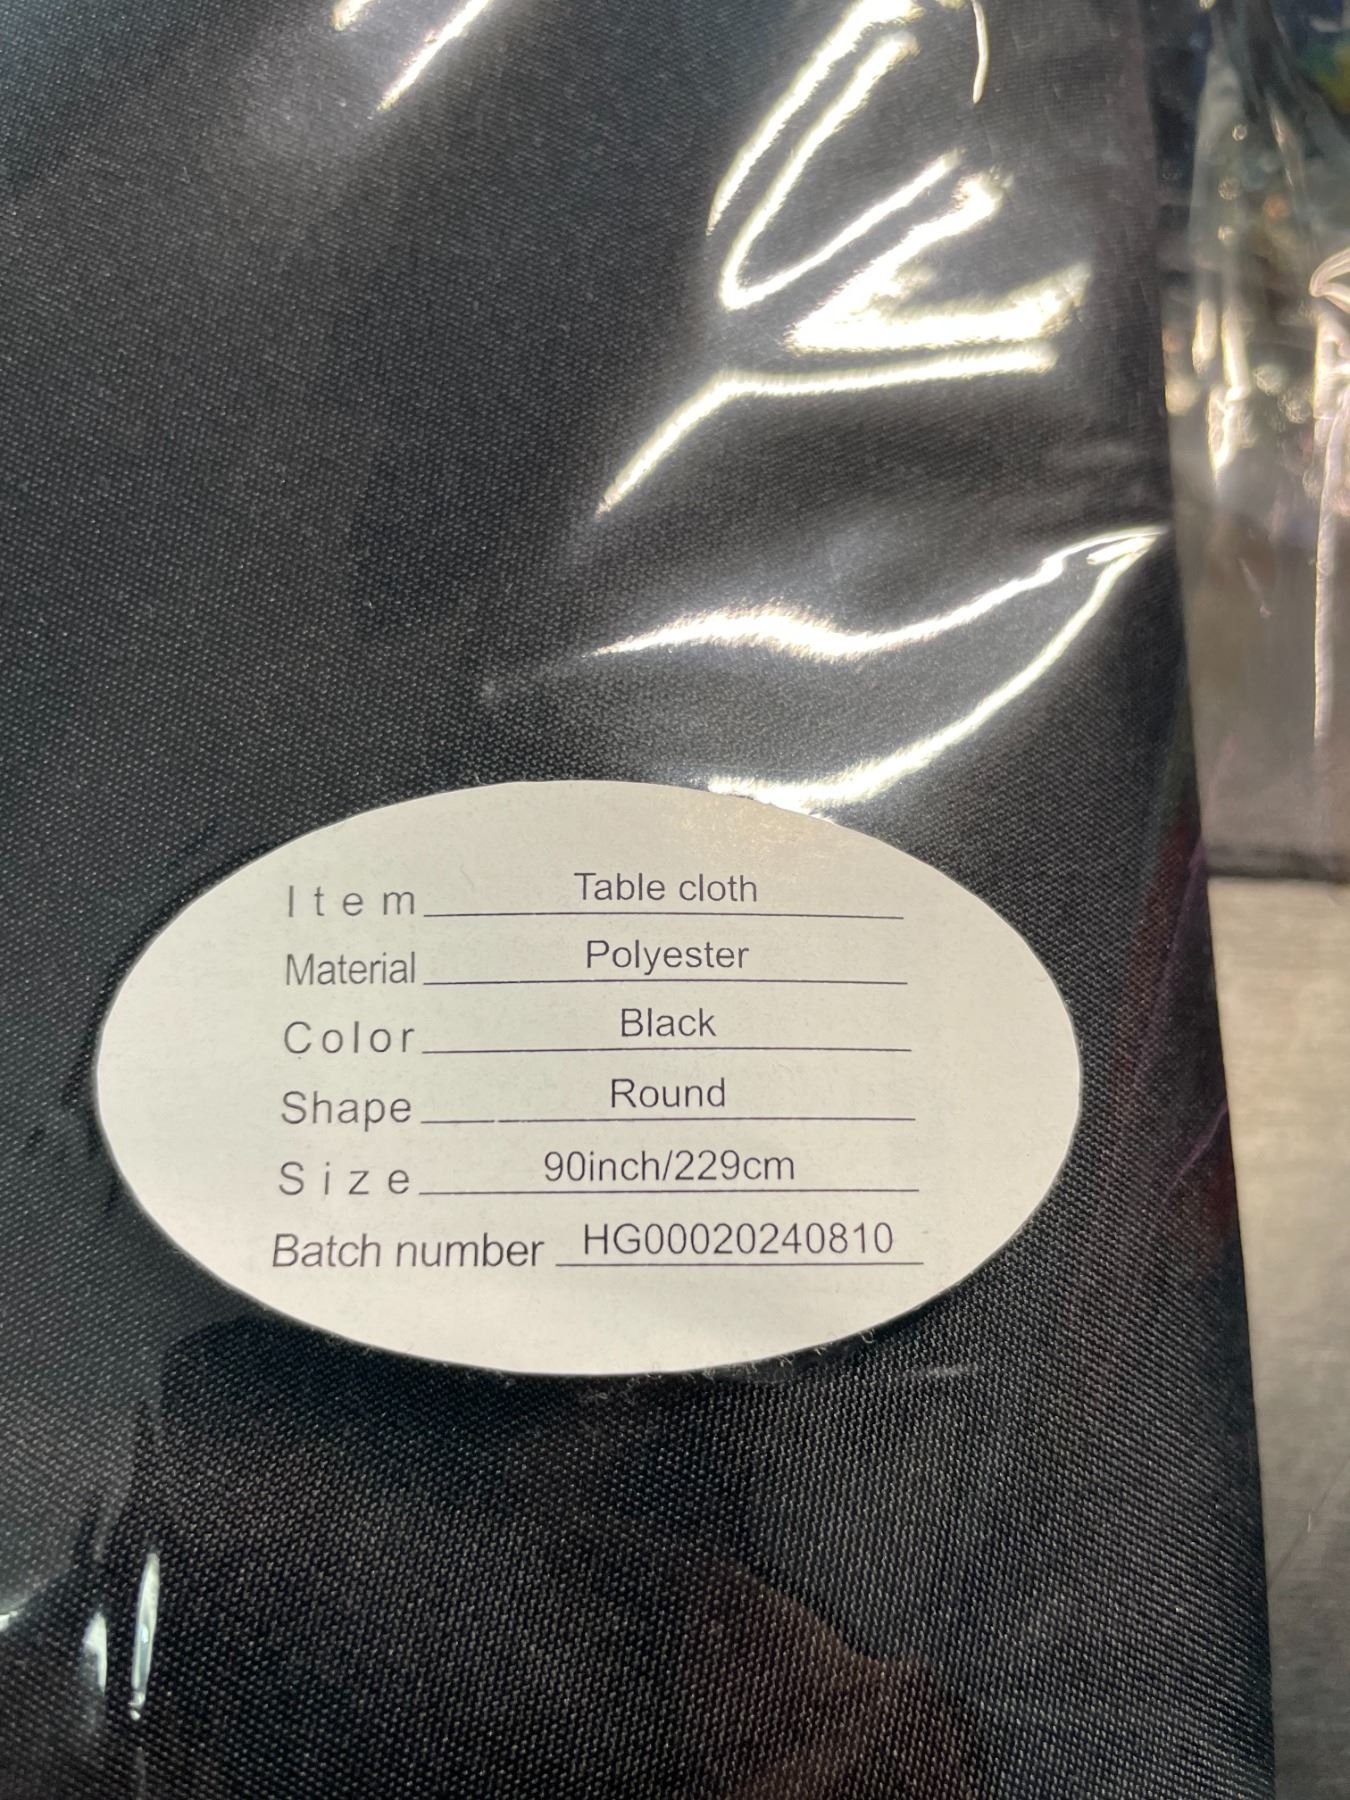 Item Table cloth
Material Polyester
Color Black
Shape Round
Size 90inch/229cm
Batch number HG00020240810